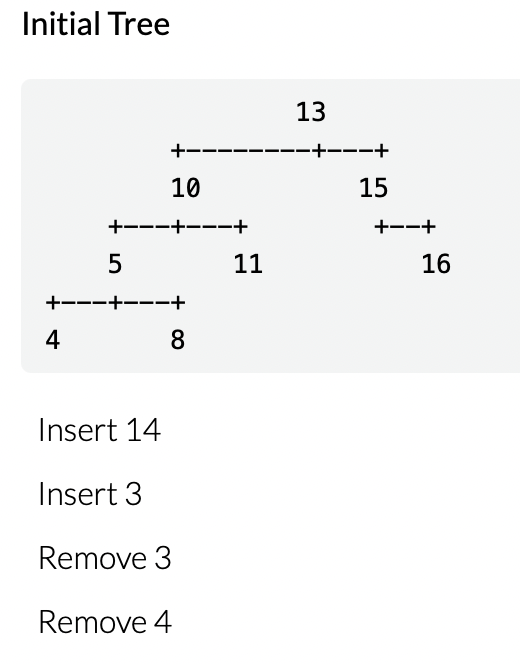 Initial Tree
13
+--------+---+
10 15
+---+---+ +--+
5 11 16
+---+---+
4 8
Insert 14
Insert 3
Remove 3
Remove 4